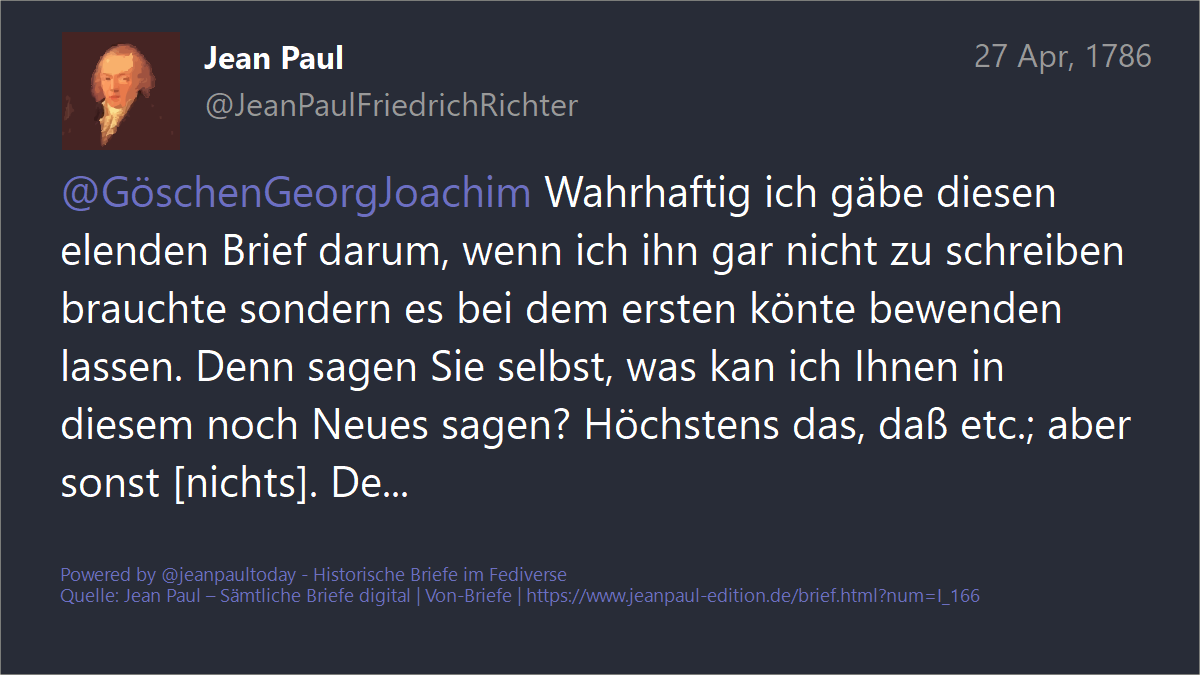 Jean Paul
27 Apr, 1786
@JeanPaulFriedrichRichter
@GöschenGeorgJoachim Wahrhaftig ich gäbe diesen
elenden Brief darum, wenn ich ihn gar nicht zu schreiben
brauchte sondern es bei dem ersten könte bewenden
lassen. Denn sagen Sie selbst, was kan ich Ihnen in
diesem noch Neues sagen? Höchstens das, daß etc.; aber
sonst [nichts]. De...
Powered by @jeanpaultoday - Historische Briefe im Fediverse
Quelle: Jean Paul – Sämtliche Briefe digital | Von-Briefe | https://www.jeanpaul-edition.de/brief.html?num=I_166